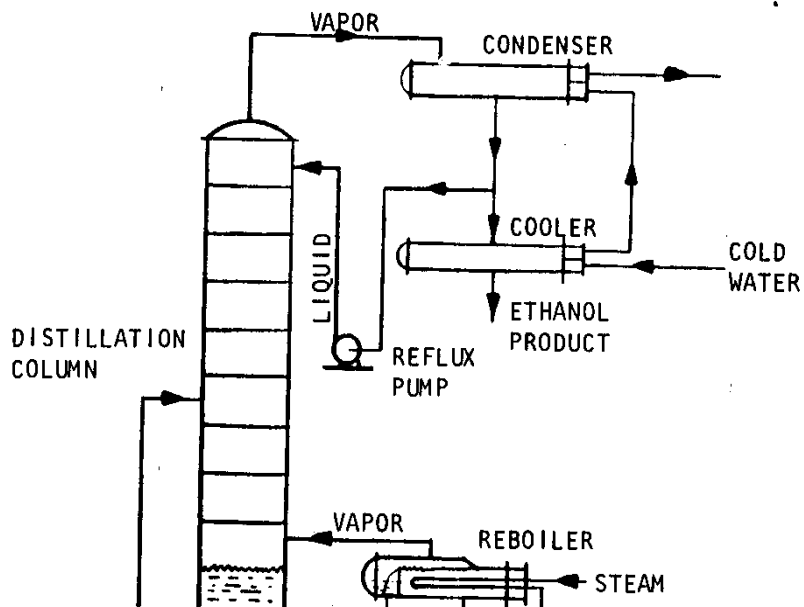 VAPOR
CONDENSER
COOLER
COLD
WATER
LIQUID
ETHANOL
PRODUCT
DISTILLATION
COLUMN
REFLUX
PUMP
VAPOR
REBOILER
STEAM